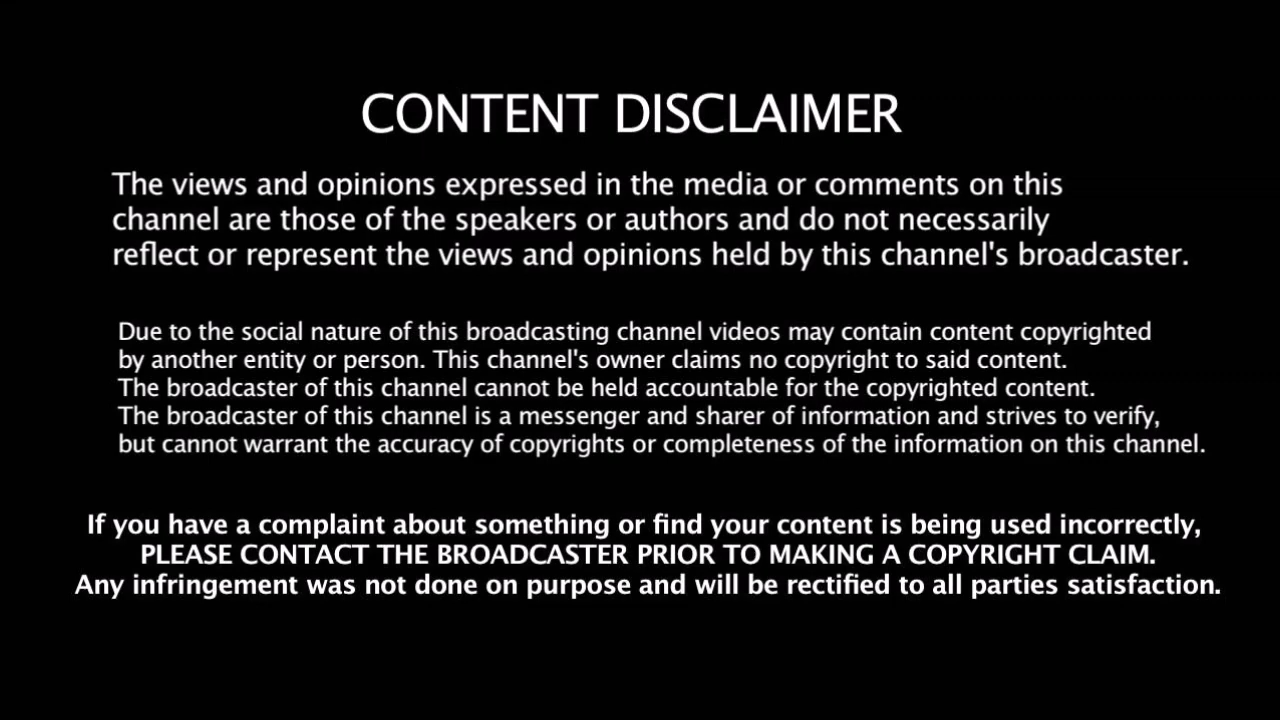 CONTENT DISCLAIMER
The views and opinions expressed in the media or comments on this
channel are those of the speakers or authors and do not necessarily
reflect or represent the views and opinions held by this channel's broadcaster.
Due to the social nature of this broadcasting channel videos may contain content copyrighted
by another entity or person. This channel's owner claims no copyright to said content.
The broadcaster of this channel cannot be held accountable for the copyrighted content.
The broadcaster of this channel is a messenger and sharer of information and strives to verify,
but cannot warrant the accuracy of copyrights or completeness of the information on this channel.
If you have a complaint about something or find your content is being used incorrectly,
PLEASE CONTACT THE BROADCASTER PRIOR TO MAKING A COPYRIGHT CLAIM.
Any infringement was not done on purpose and will be rectified to all parties satisfaction.